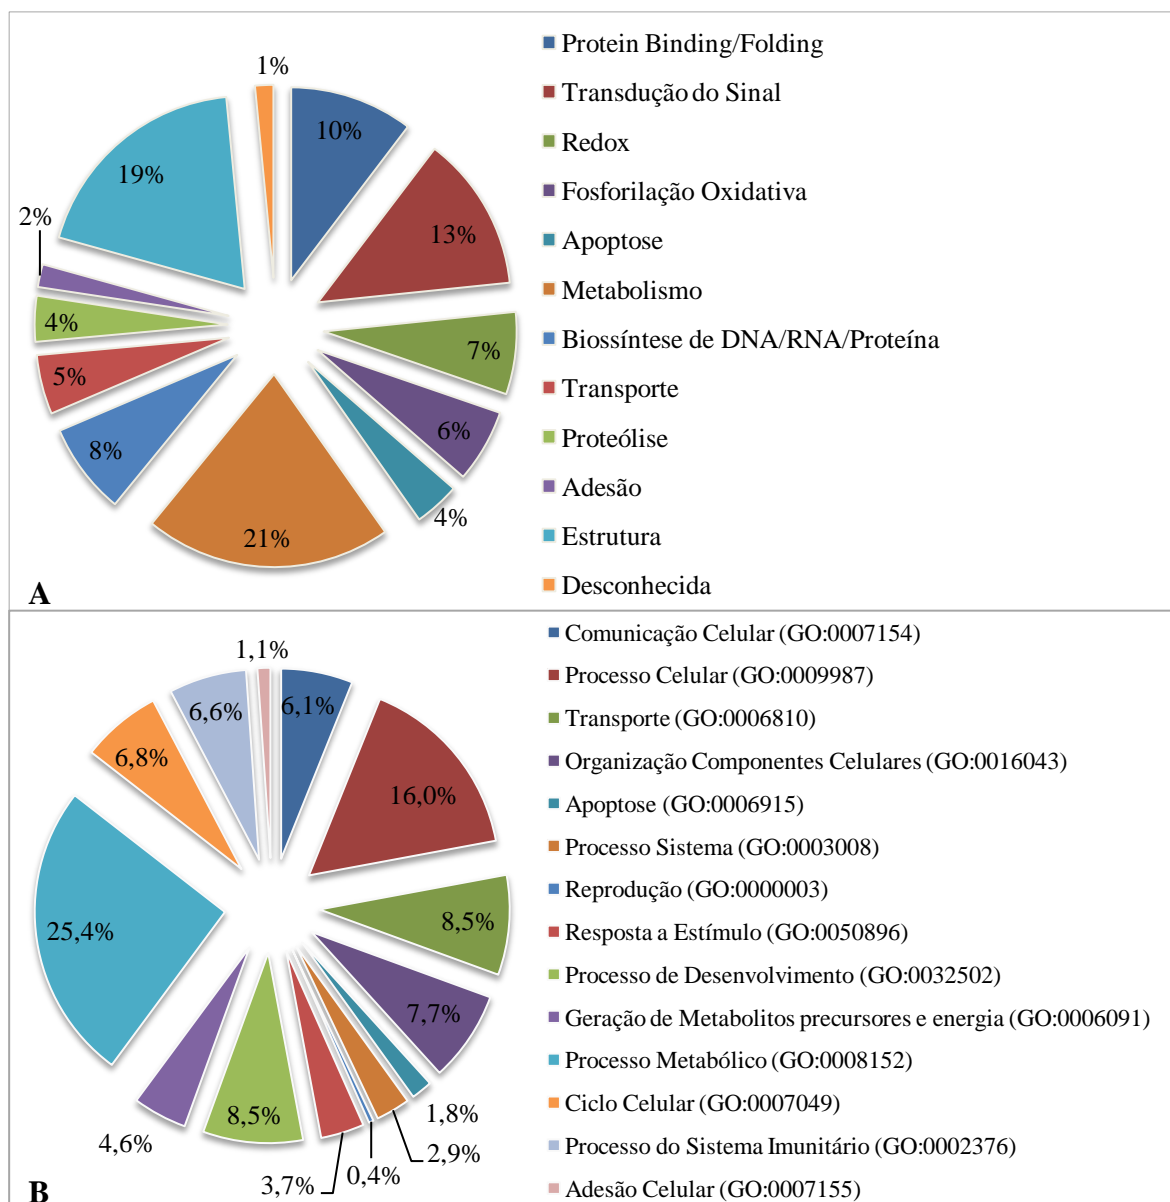 1%
10%
13%
7%
6%
4%
21%
8%
5%
4%
2%
19%
Protein Binding/Folding
Transdução do Sinal
Redox
Fosforilação Oxidativa
Apoptose
Metabolismo
Biossíntese de DNA/RNA/Proteína
Transporte
Proteólise
Adesão
Estrutura
Desconhecida
A
1,1%
6,1%
16,0%
8,5%
7,7%
1,8%
2,9%
0,4%
3,7%
8,5%
4,6%
25,4%
6,8%
6,6%
Comunicação Celular (GO:0007154)
Processo Celular (GO:0009987)
Transporte (GO:0006810)
Organização Componentes Celulares (GO:0016043)
Apoptose (GO:0006915)
Processo Sistema (GO:0003008)
Reprodução (GO:0000003)
Resposta a Estímulo (GO:0050896)
Processo de Desenvolvimento (GO:0032502)
Geração de Metabolitos precursores e energia (GO:0006091)
Processo Metabólico (GO:0008152)
Ciclo Celular (GO:0007049)
Processo do Sistema Imunitário (GO:0002376)
Adesão Celular (GO:0007155)
B